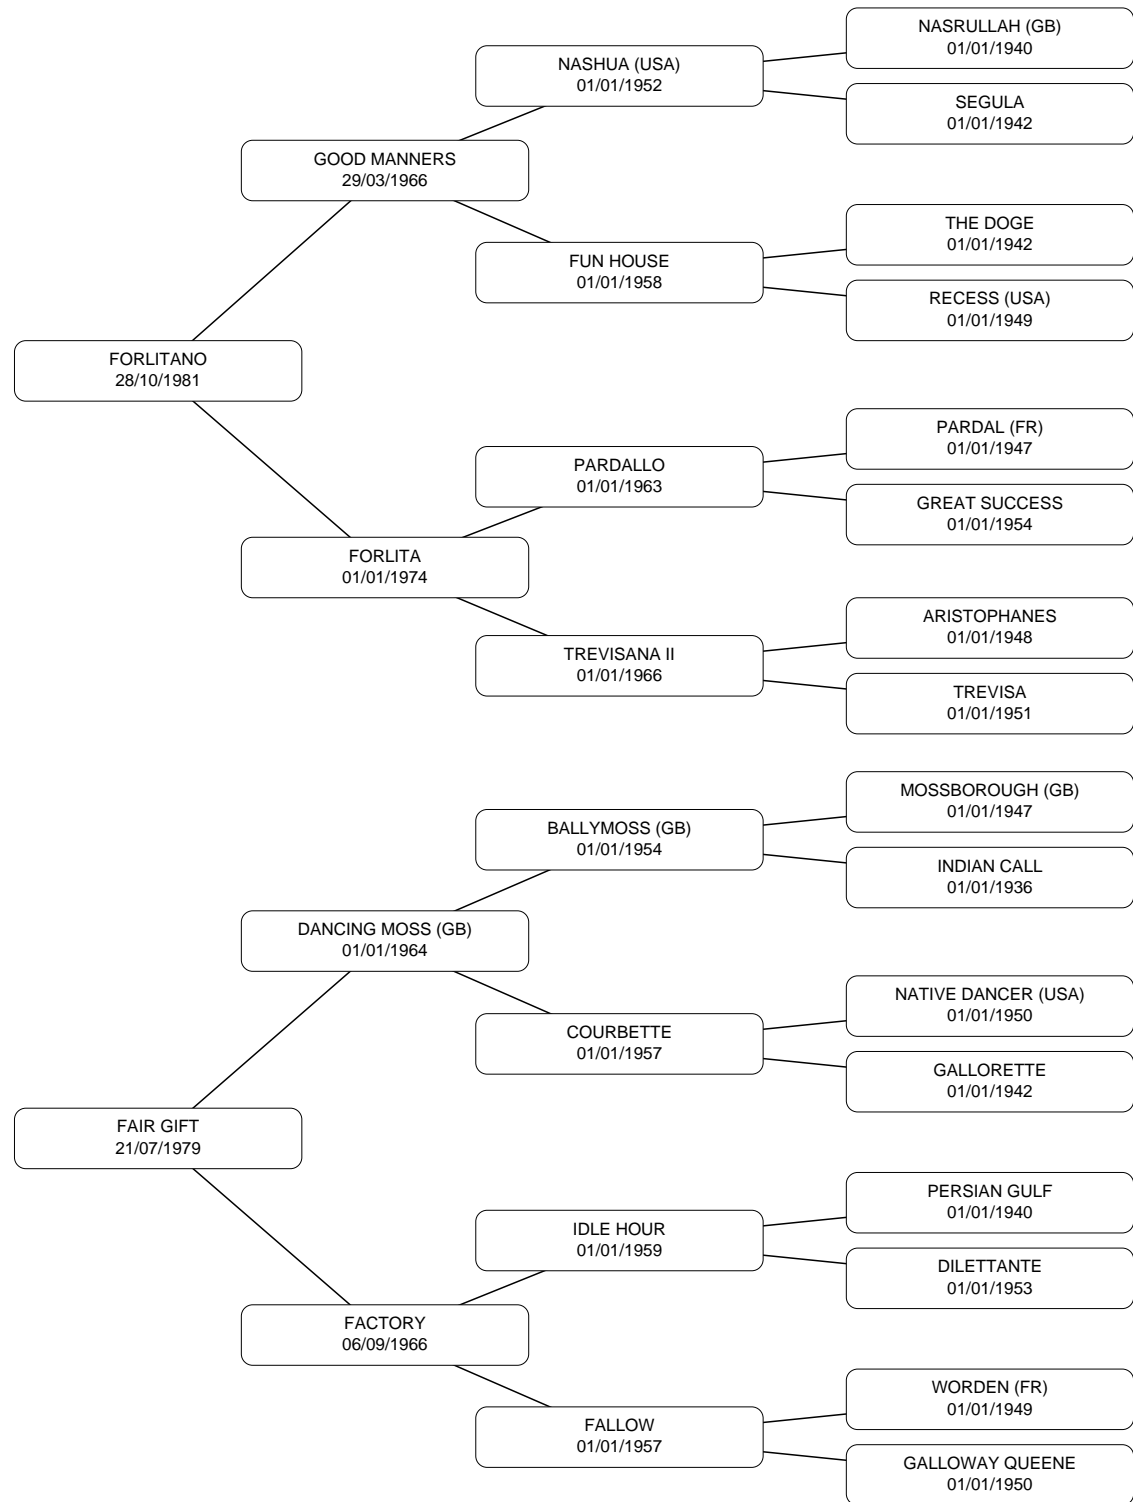 NASRULLAH (GB)
01/01/1940
NASHUA (USA)
01/01/1952
SEGULA
01/01/1942
GOOD MANNERS
29/03/1966
THE DOGE
01/01/1942
FUN HOUSE
01/01/1958
RECESS (USA)
01/01/1949
FORLITANO
28/10/1981
PARDAL (FR)
01/01/1947
PARDALLO
01/01/1963
GREAT SUCCESS
01/01/1954
FORLITA
01/01/1974
ARISTOPHANES
01/01/1948
TREVISANA II
01/01/1966
TREVISA
01/01/1951
MOSSBOROUGH (GB)
01/01/1947
BALLYMOSS (GB)
01/01/1954
INDIAN CALL
01/01/1936
DANCING MOSS (GB)
01/01/1964
NATIVE DANCER (USA)
01/01/1950
COURBETTE
01/01/1957
GALLORETTE
01/01/1942
FAIR GIFT
21/07/1979
PERSIAN GULF
01/01/1940
IDLE HOUR
01/01/1959
DILETTANTE
01/01/1953
FACTORY
06/09/1966
WORDEN (FR)
01/01/1949
FALLOW
01/01/1957
GALLOWAY QUEENE
01/01/1950